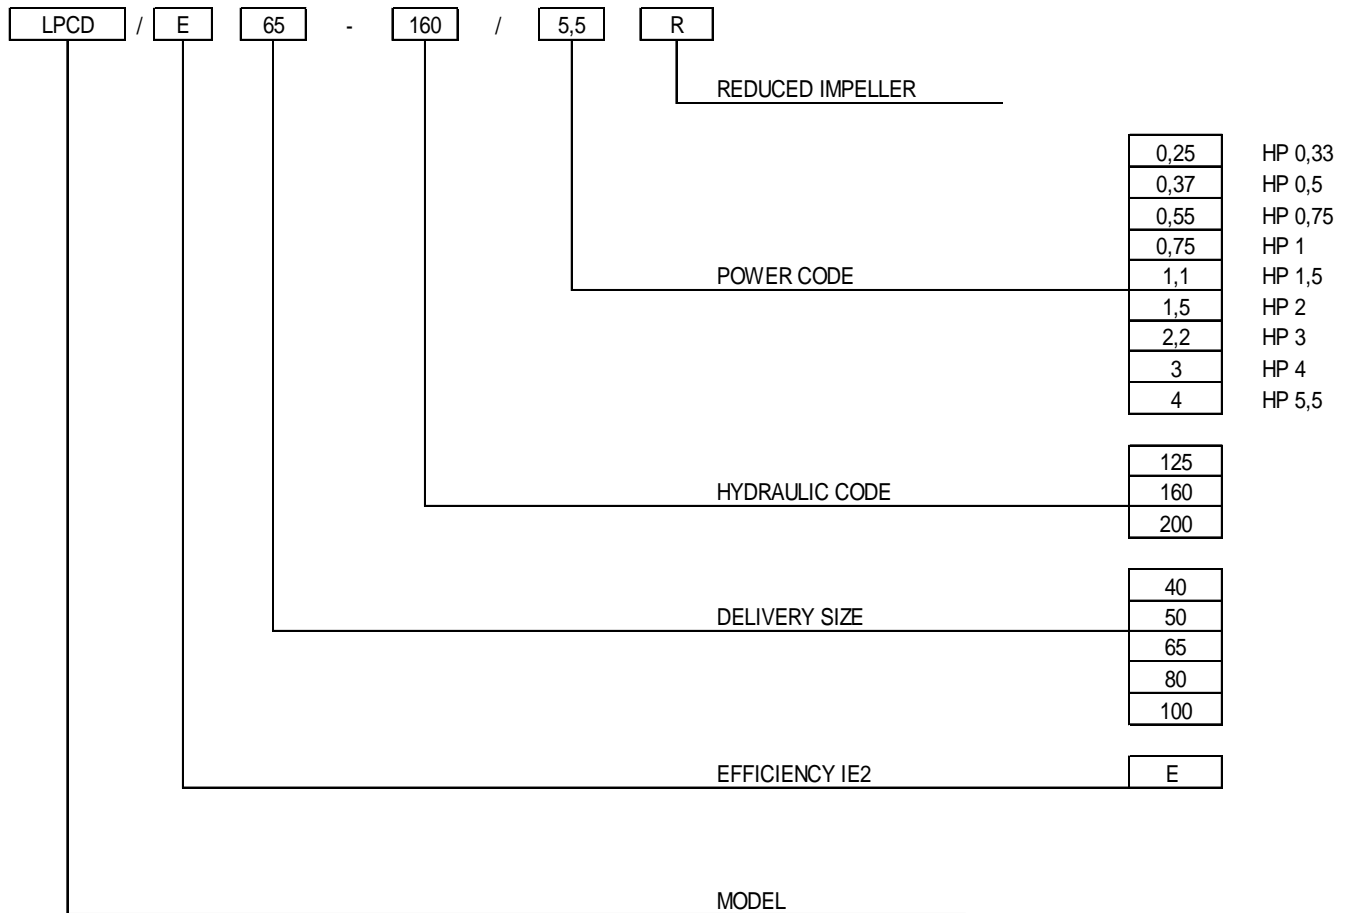 LPCD / E 65 - 160 / 5,5 R
REDUCED IMPELLER
0,25 HP 0,33
0,37 HP 0,5
0,55 HP 0,75
0,75 HP 1
POWER CODE 1,1 HP 1,5
1,5 HP 2
2,2 HP 3
3 HP 4
4 HP 5,5
125
HYDRAULIC CODE 160
200
40
DELIVERY SIZE 50
65
80
100
EFFICIENCY IE2 E
MODEL